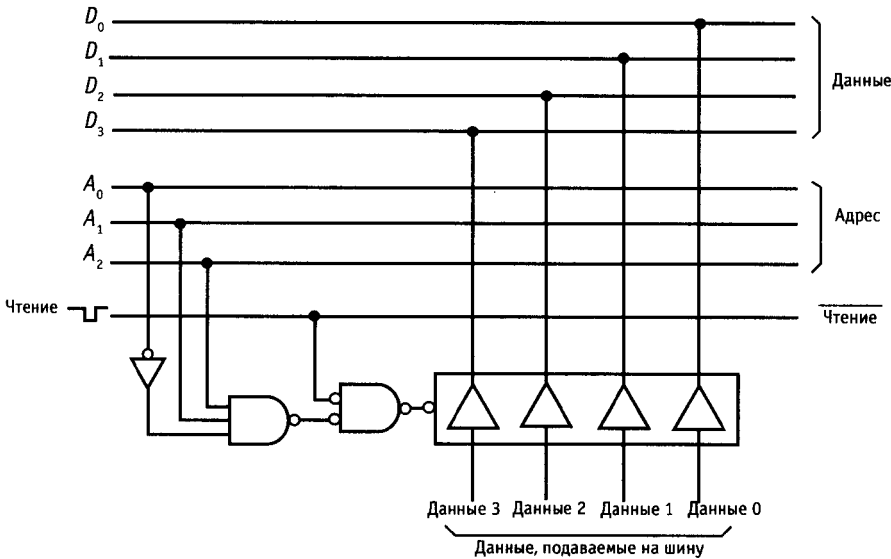 D₀
D₁
D₂
D₃
Данные
A₀
A₁
A₂
Адрес
Чтение
Чтение
Данные 3 Данные 2 Данные 1 Данные 0
Данные, подаваемые на шину